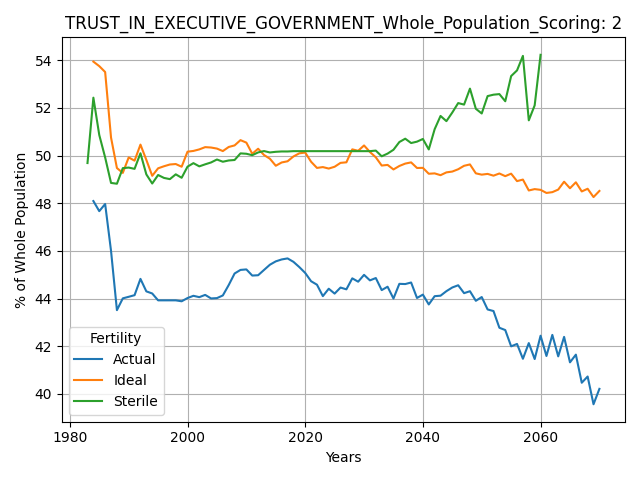 TRUST_IN_EXECUTIVE_GOVERNMENT_Whole_Population_Scoring: 2
% of Whole Population
54
52
50
48
46
44
42
40
Fertility
Actual
Ideal
Sterile
1980
2000
2020
2040
2060
Years